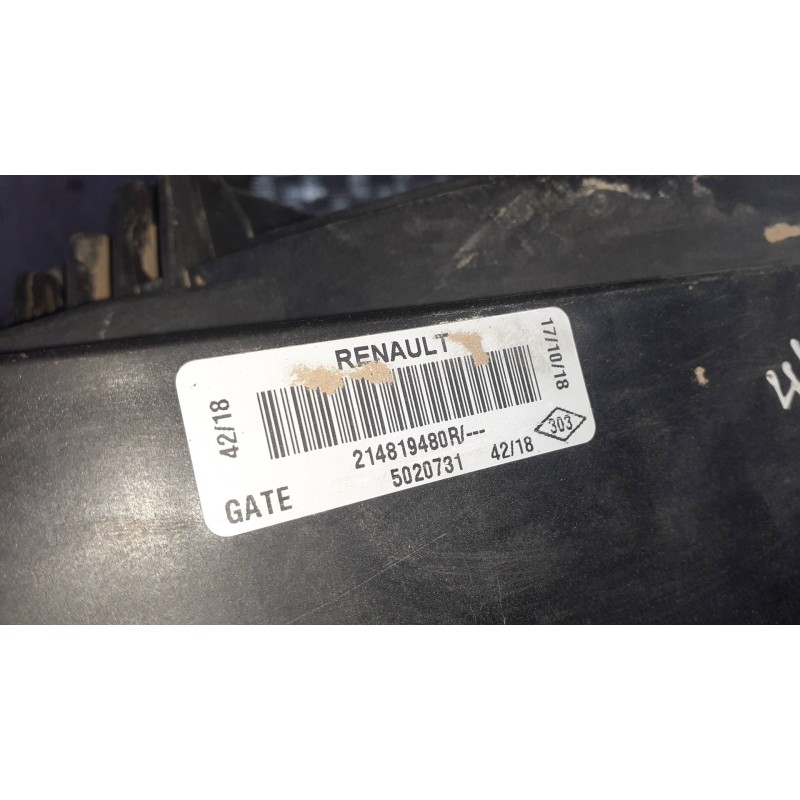 RENAULT
17/10/18
42/18
303
214819480R/---
5020731 42/18
GATE